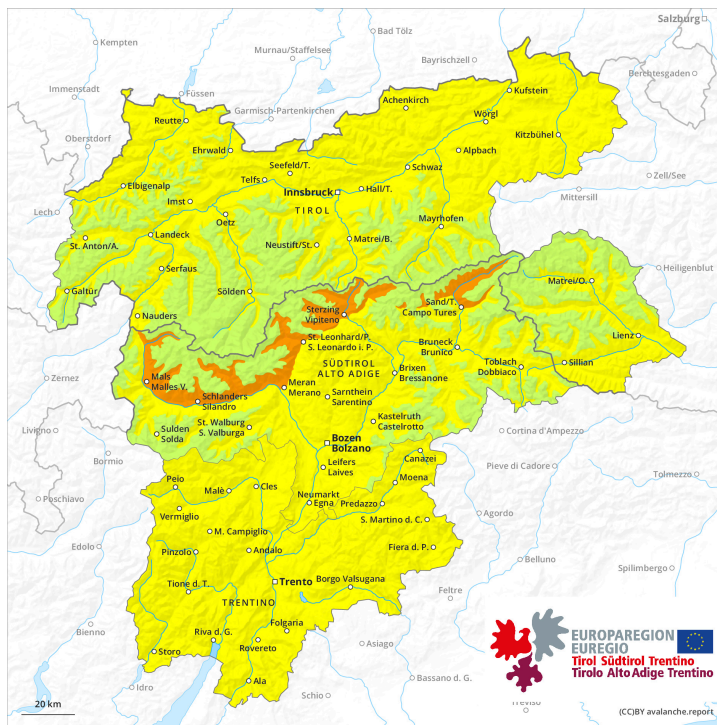 Salzburg
Bad Tölz
Kempten
Murnau/Staffelsee
Bayrischzell
Berchtesgaden
Immenstadt
Füssen
Garmisch-Partenkirchen
Kufstein
Achenkirch
Reutte
Wörgl
Oberstdorf
Ehrwald
Kitzbühel
Alpbach
Seefeld/T.
Schwaz
Zell/See
Telfs
Elbigenalp
Innsbruck
Hall/T.
Mittersill
Imst
TIROL
Lech
Oetz
Mayrhofen
St. Anton/A.
Landeck
Neustift/St.
Matrei/B.
Serfaus
Heiligenblut
Matrei/O.
Galtür
Sölden
Sand/T.
Campo Tures
Nauders
Sterzing
Vipiteno
Lienz
St. Leonhard/P.
S. Leonardo i. P.
Bruneck
Brunico
SÜDTIROL
ALTO ADIGE
Toblach
Dobbiaco
Sillian
Zernez
Mals
Malles V.
Brixen
Bressanone
Meran
Merano
Schlanders
Silandro
Sarnthein
Sarentino
St. Walburg
S. Valburga
Kastelruth
Castelrotto
Livigno
Sulden
Solda
Cortina d'Ampezzo
Bozen
Bolzano
Bormio
Canazei
Pieve di Cadore
Leifers
Laives
Tolmezzo
Peio
Malè
Cles
Moena
Poschiavo
Neumarkt
Egna
Predazzo
Vermiglio
Agordo
S. Martino d. C.
M. Campiglio
Edolo
Pinzolo
Andalo
Fiera d. P.
Belluno
Spilimbergo
Tione d. T.
Trento
Borgo Valsugana
Feltre
TRENTINO
Bienno
Folgaria
Riva d. G.
Rovereto
Asiago
Storo
Bassano d. G.
Ala
Idro
Schio
Treviso
EUROPAREGION
EUREGIO
Tirol Südtirol Trentino
Tirolo Alto Adige Trentino
20 km
(CC)BY avalanche.report